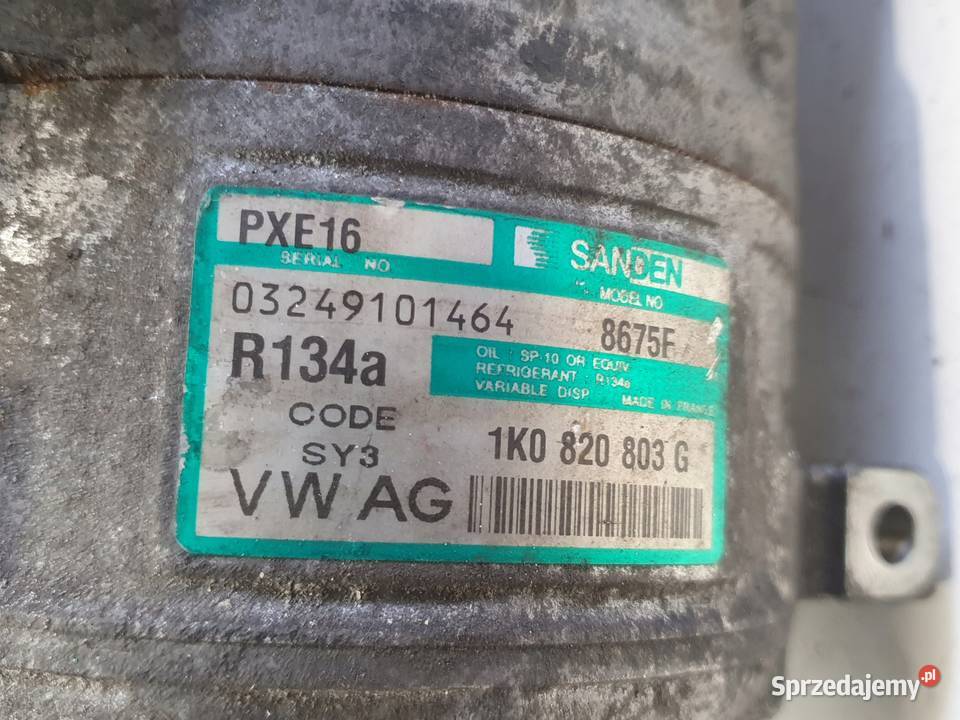 PXE16
SANDEN
SERIAL NO
MODEL NO
03249101464
8675F
R134a
OIL : SP-10 OR EQUIV
REFRIGERANT : R134a
VARIABLE DISP.
MADE IN FRANCE
CODE
SY3
1K0 820 803 G
VW AG
Sprzedajemy.pl